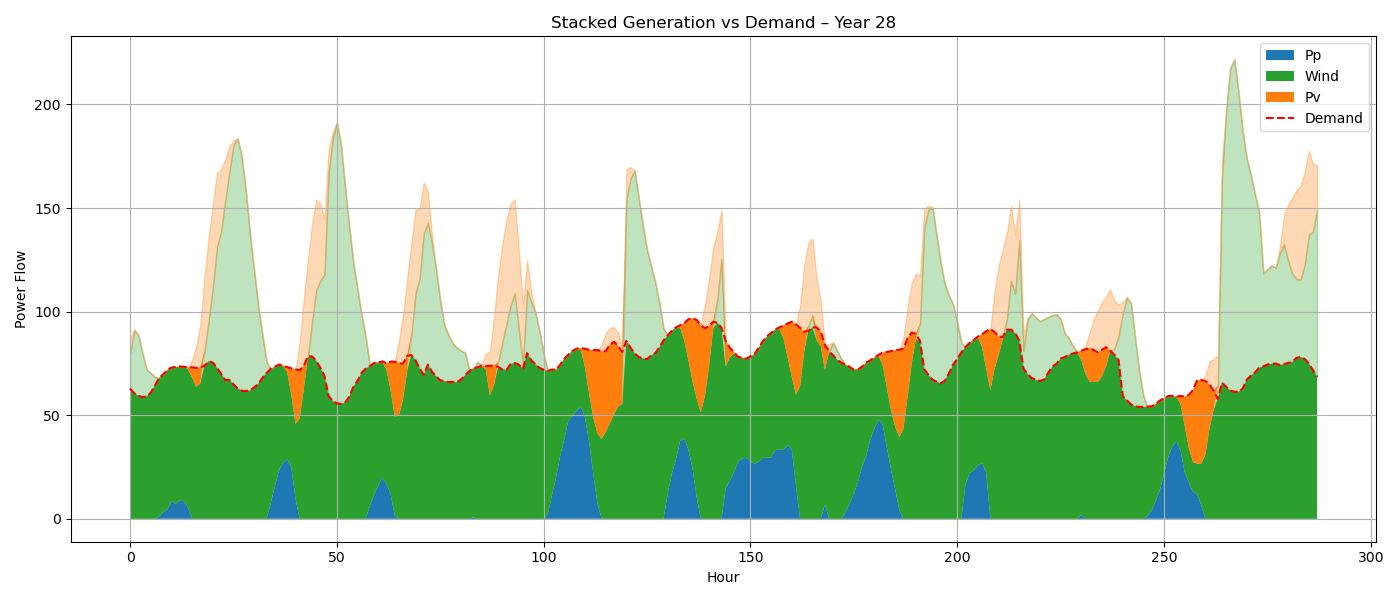 Stacked Generation vs Demand – Year 28
Power Flow
200
150
100
50
0
0 50 100 150 200 250 300
Hour
Pp
Wind
Pv
Demand